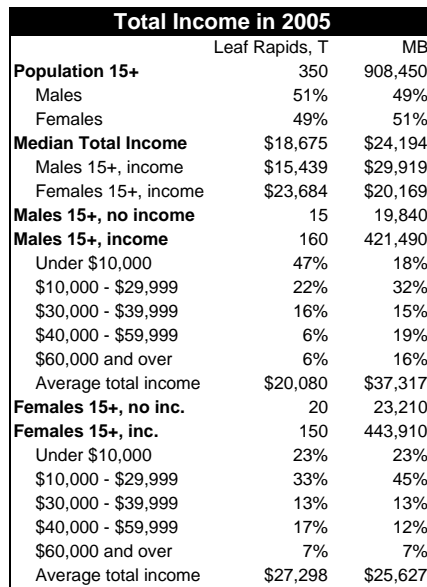 Total Income in 2005
Leaf Rapids, T MB
Population 15+ 350 908,450
Males 51% 49%
Females 49% 51%
Median Total Income $18,675 $24,194
Males 15+, income $15,439 $29,919
Females 15+, income $23,684 $20,169
Males 15+, no income 15 19,840
Males 15+, income 160 421,490
Under $10,000 47% 18%
$10,000 - $29,999 22% 32%
$30,000 - $39,999 16% 15%
$40,000 - $59,999 6% 19%
$60,000 and over 6% 16%
Average total income $20,080 $37,317
Females 15+, no inc. 20 23,210
Females 15+, inc. 150 443,910
Under $10,000 23% 23%
$10,000 - $29,999 33% 45%
$30,000 - $39,999 13% 13%
$40,000 - $59,999 17% 12%
$60,000 and over 7% 7%
Average total income $27,298 $25,627